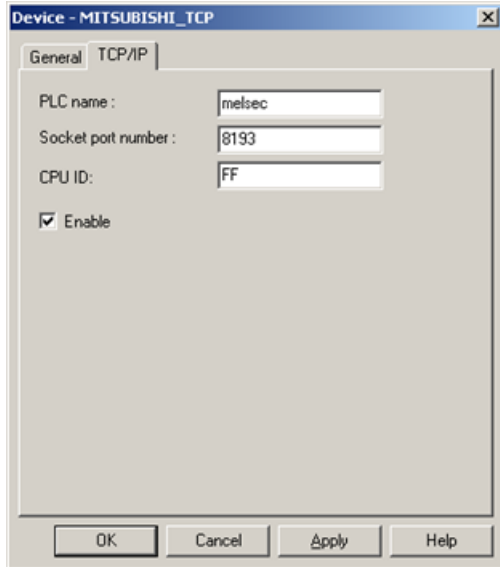 Device - MITSUBISHI_TCP
General TCP/IP
PLC name : melsec
Socket port number : 8193
CPU ID: FF
Enable
OK Cancel Apply Help